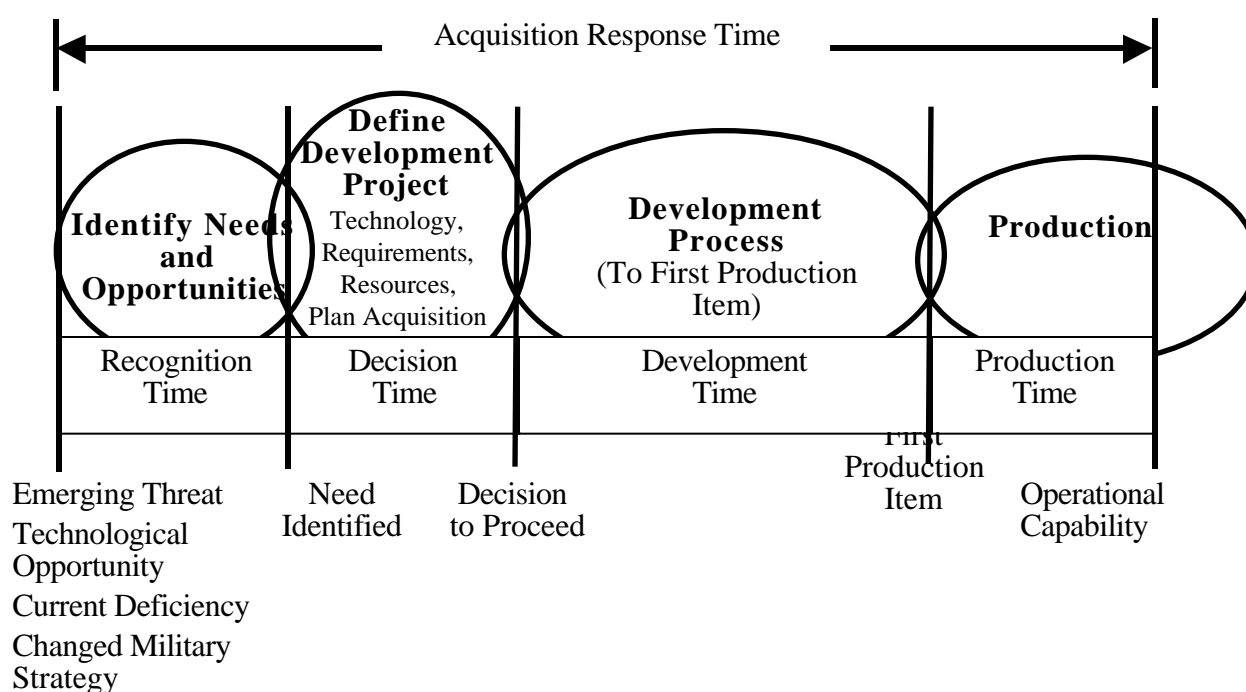 Acquisition Response Time
Identify Needs
and
Opportunities
Define
Development
Project
Technology,
Requirements,
Resources,
Plan Acquisition
Development
Process
(To First Production
Item)
Production
Recognition
Time
Decision
Time
Development
Time
Production
Time
Emerging Threat
Technological
Opportunity
Current Deficiency
Changed Military
Strategy
Need
Identified
Decision
to Proceed
First
Production
Item
Operational
Capability